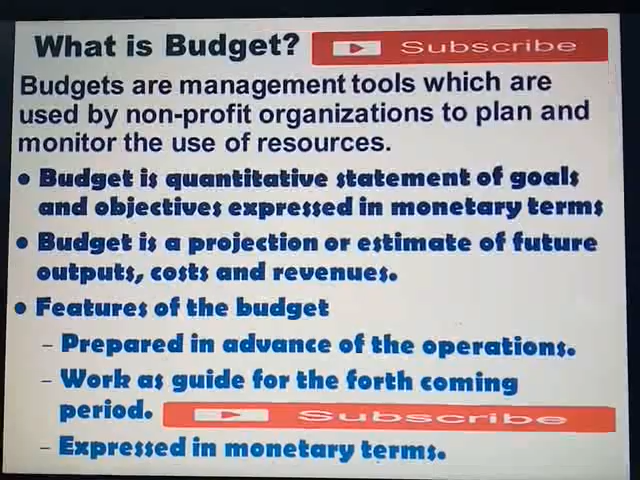 What is Budget? Subscribe
Budgets are management tools which are
used by non-profit organizations to plan and
monitor the use of resources.
• Budget is quantitative statement of goals
and objectives expressed in monetary terms
• Budget is a projection or estimate of future
outputs, costs and revenues.
• Features of the budget
– Prepared in advance of the operations.
– Work as guide for the forth coming
period. Subscribe
– Expressed in monetary terms.